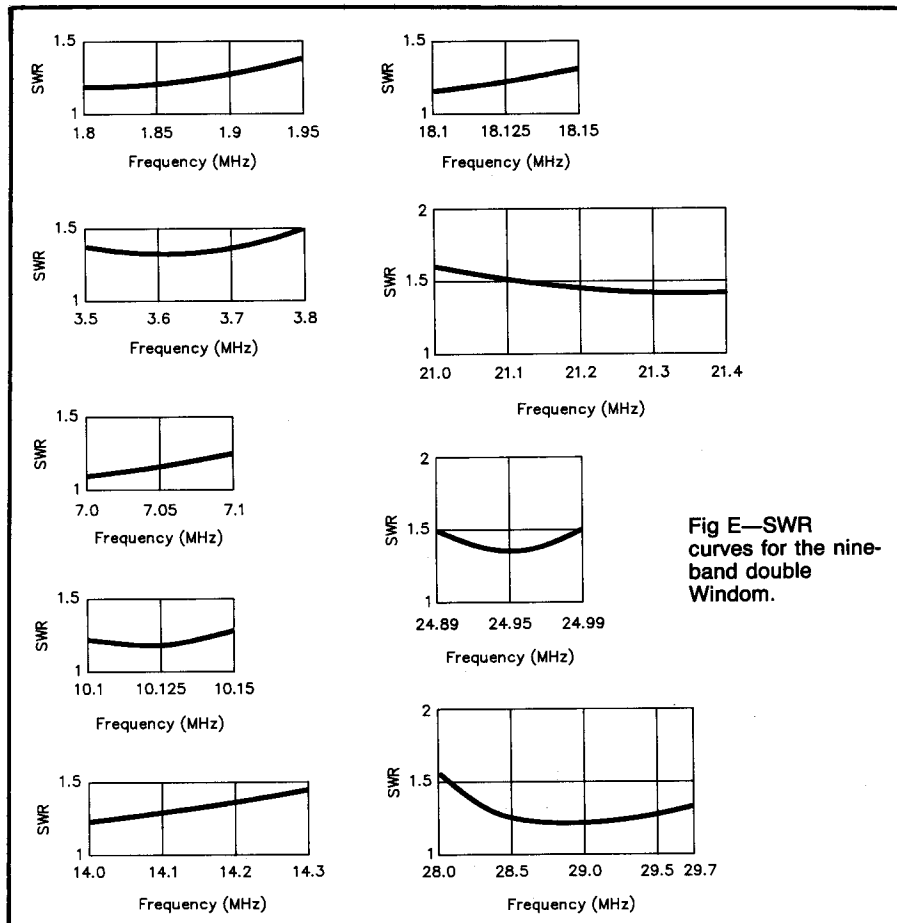 1.5
SWR
1
1.8 1.85 1.9 1.95
Frequency (MHz)
1.5
SWR
1
18.1 18.125 18.15
Frequency (MHz)
1.5
SWR
1
3.5 3.6 3.7 3.8
Frequency (MHz)
2
SWR
1.5
1
21.0 21.1 21.2 21.3 21.4
Frequency (MHz)
1.5
SWR
1
7.0 7.05 7.1
Frequency (MHz)
2
SWR
1.5
1
24.89 24.95 24.99
Frequency (MHz)
Fig E—SWR
curves for the nine-
band double
Windom.
1.5
SWR
1
10.1 10.125 10.15
Frequency (MHz)
1.5
SWR
1
14.0 14.1 14.2 14.3
Frequency (MHz)
2
SWR
1.5
1
28.0 28.5 29.0 29.5 29.7
Frequency (MHz)